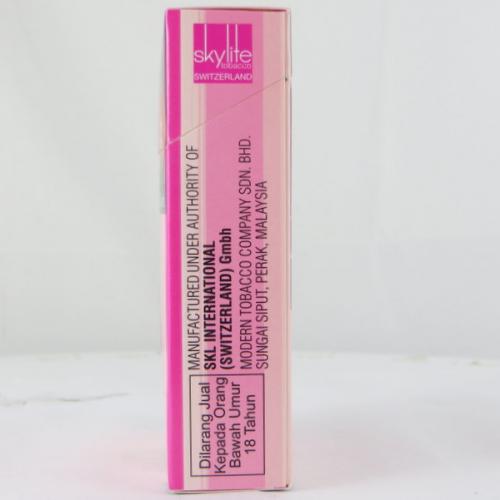 skylite
tobacco
SWITZERLAND
MANUFACTURED UNDER AUTHORITY OF
SKL INTERNATIONAL
(SWITZERLAND) Gmbh
MODERN TOBACCO COMPANY SDN. BHD.
SUNGAI SIPUT, PERAK, MALAYSIA
Dilarang Jual
Kepada Orang
Bawah Umur
18 Tahun